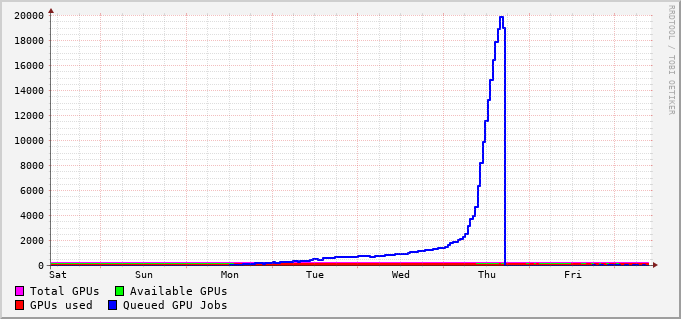 20000
18000
16000
14000
12000
10000
8000
6000
4000
2000
0
Sat Sun Mon Tue Wed Thu Fri
Total GPUs Available GPUs
GPUs used Queued GPU Jobs
RRDTOOL / TOBI OETIKER